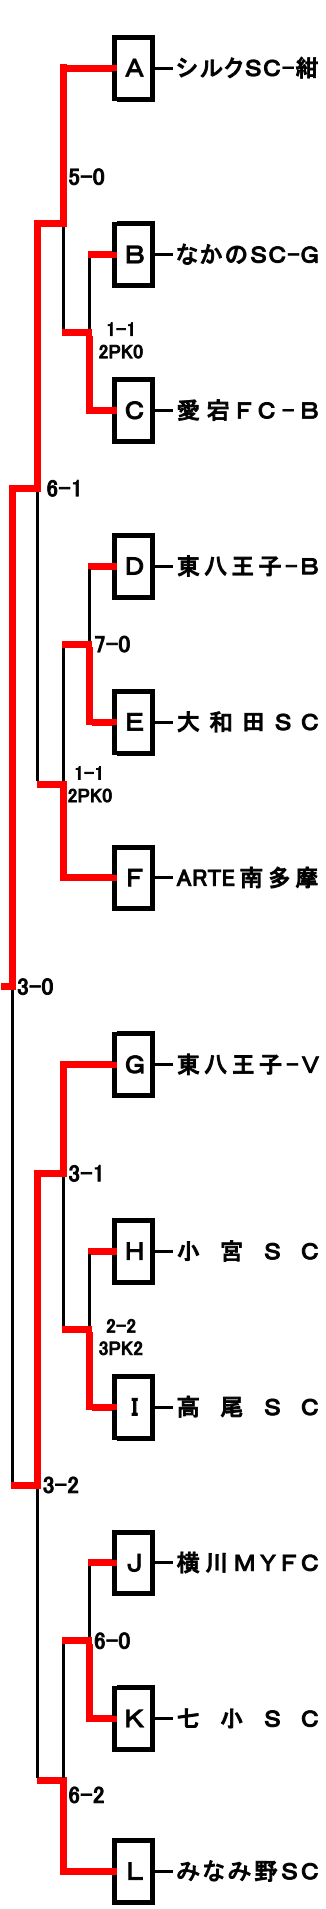 A シルクSC-紺
5-0
B なかのSC-G
1-1
2PK0
C 愛宕FC-B
6-1
D 東八王子-B
7-0
E 大和田SC
1-1
2PK0
F ARTE南多摩
3-0
G 東八王子-V
3-1
H 小宮SC
2-2
3PK2
I 高尾SC
3-2
J 横川MYFC
6-0
K 七小SC
6-2
L みなみ野SC